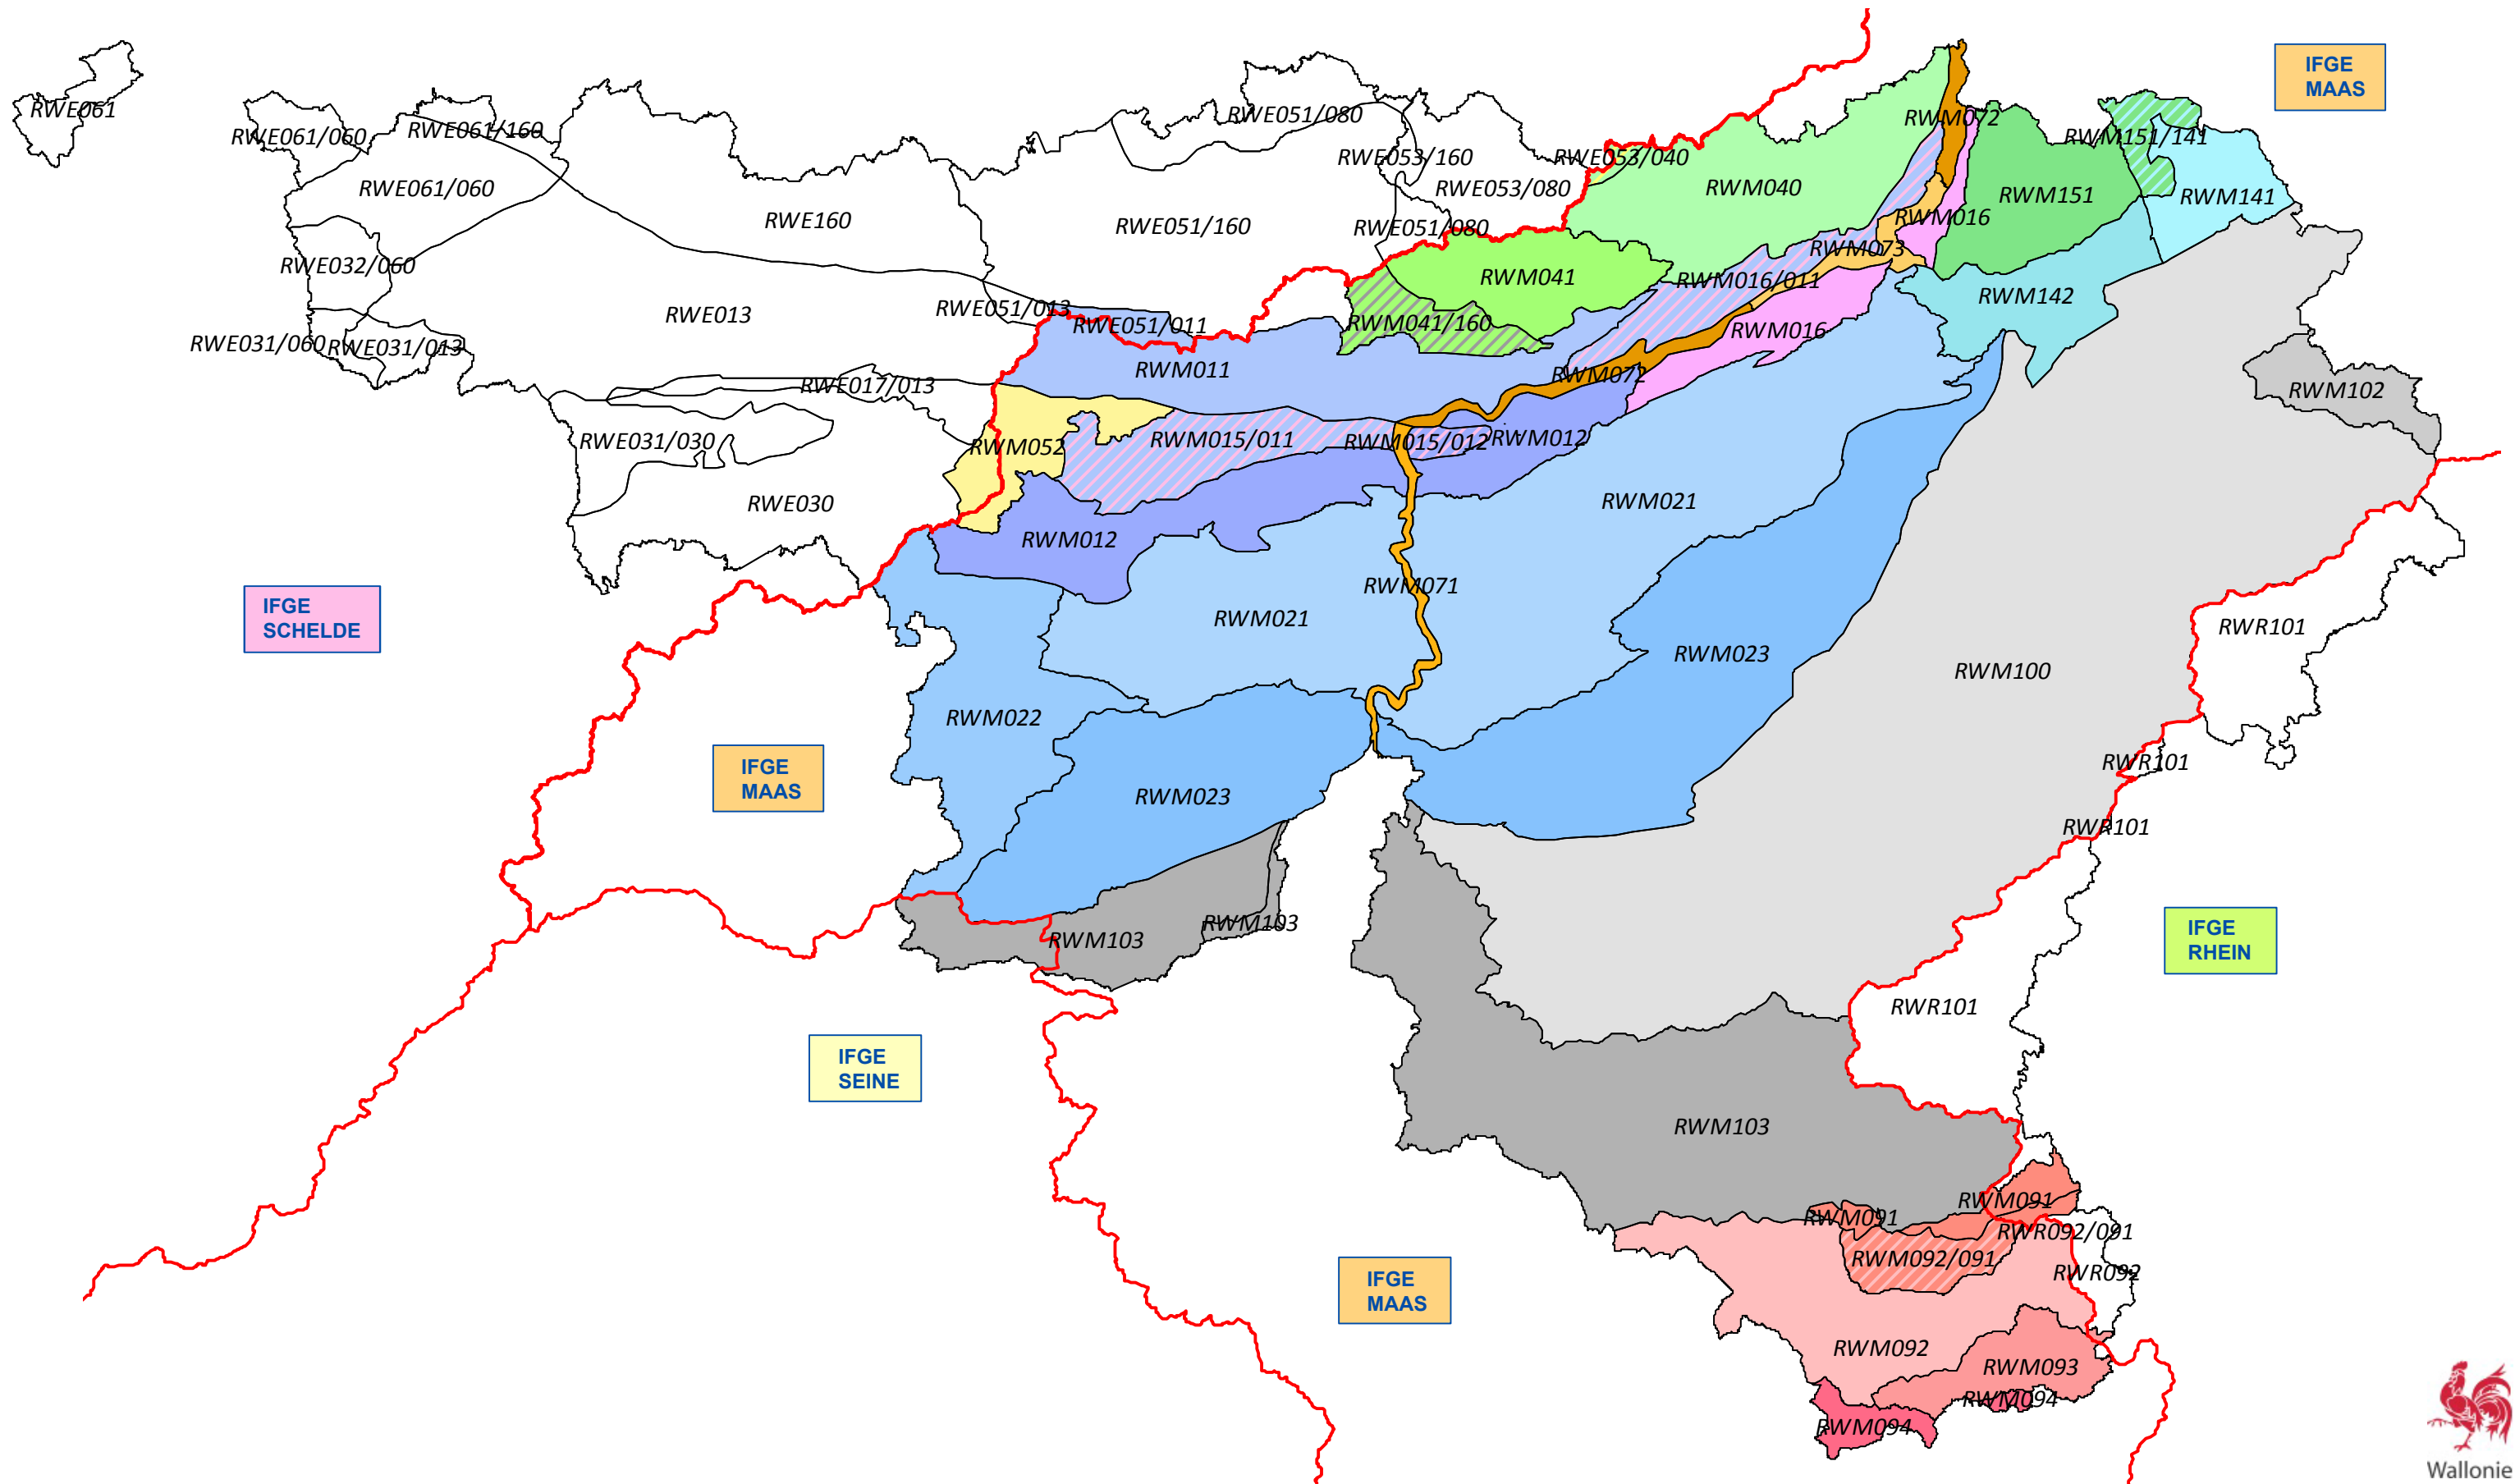 IFGE
MAAS
RWE061
RWE061/060
RWE061/160
RWE051/080
RWM072
RWM151/141
RWE053/160
RWE053/040
RWE061/060
RWE053/080
RWM040
RWM151
RWM141
RWE160
RWE051/160
RWE051/080
RWM016
RWM073
RWE032/060
RWM041
RWM016/011
RWM142
RWE013
RWE051/013
RWE051/011
RWM041/160
RWM016
RWE031/060
RWE031/013
RWM011
RWM072
RWE017/013
RWM102
RWE031/030
RWM052
RWM015/011
RWM015/012
RWM012
RWE030
RWM021
RWM012
RWM071
IFGE
SCHELDE
RWM021
RWR101
RWM023
RWM100
RWM022
IFGE
MAAS
RWR101
RWM023
RWR101
RWM103
RWM103
IFGE
RHEIN
RWR101
IFGE
SEINE
RWM103
RWM091
RWM091
RWR092/091
RWM092/091
RWR092
IFGE
MAAS
RWM092
RWM093
RWM094
RWM094
Wallonie